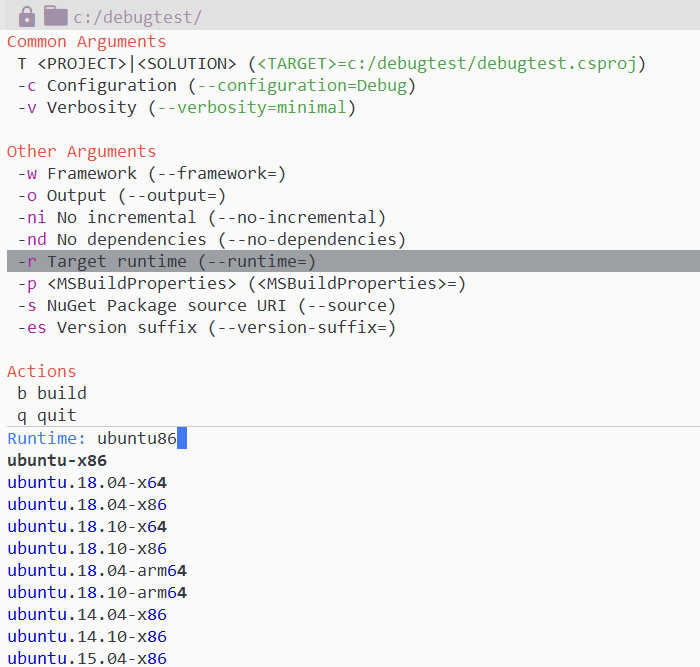 c:/debugtest/
Common Arguments
T <PROJECT>|<SOLUTION> (<TARGET>=c:/debugtest/debugtest.csproj)
-c Configuration (--configuration=Debug)
-v Verbosity (--verbosity=minimal)
Other Arguments
-w Framework (--framework=)
-o Output (--output=)
-ni No incremental (--no-incremental)
-nd No dependencies (--no-dependencies)
-r Target runtime (--runtime=)
-p <MSBuildProperties> (<MSBuildProperties>=)
-s NuGet Package source URI (--source)
-es Version suffix (--version-suffix=)
Actions
b build
q quit
Runtime: ubuntu86
ubuntu-x86
ubuntu.18.04-x64
ubuntu.18.04-x86
ubuntu.18.10-x64
ubuntu.18.10-x86
ubuntu.18.04-arm64
ubuntu.18.10-arm64
ubuntu.14.04-x86
ubuntu.14.10-x86
ubuntu.15.04-x86